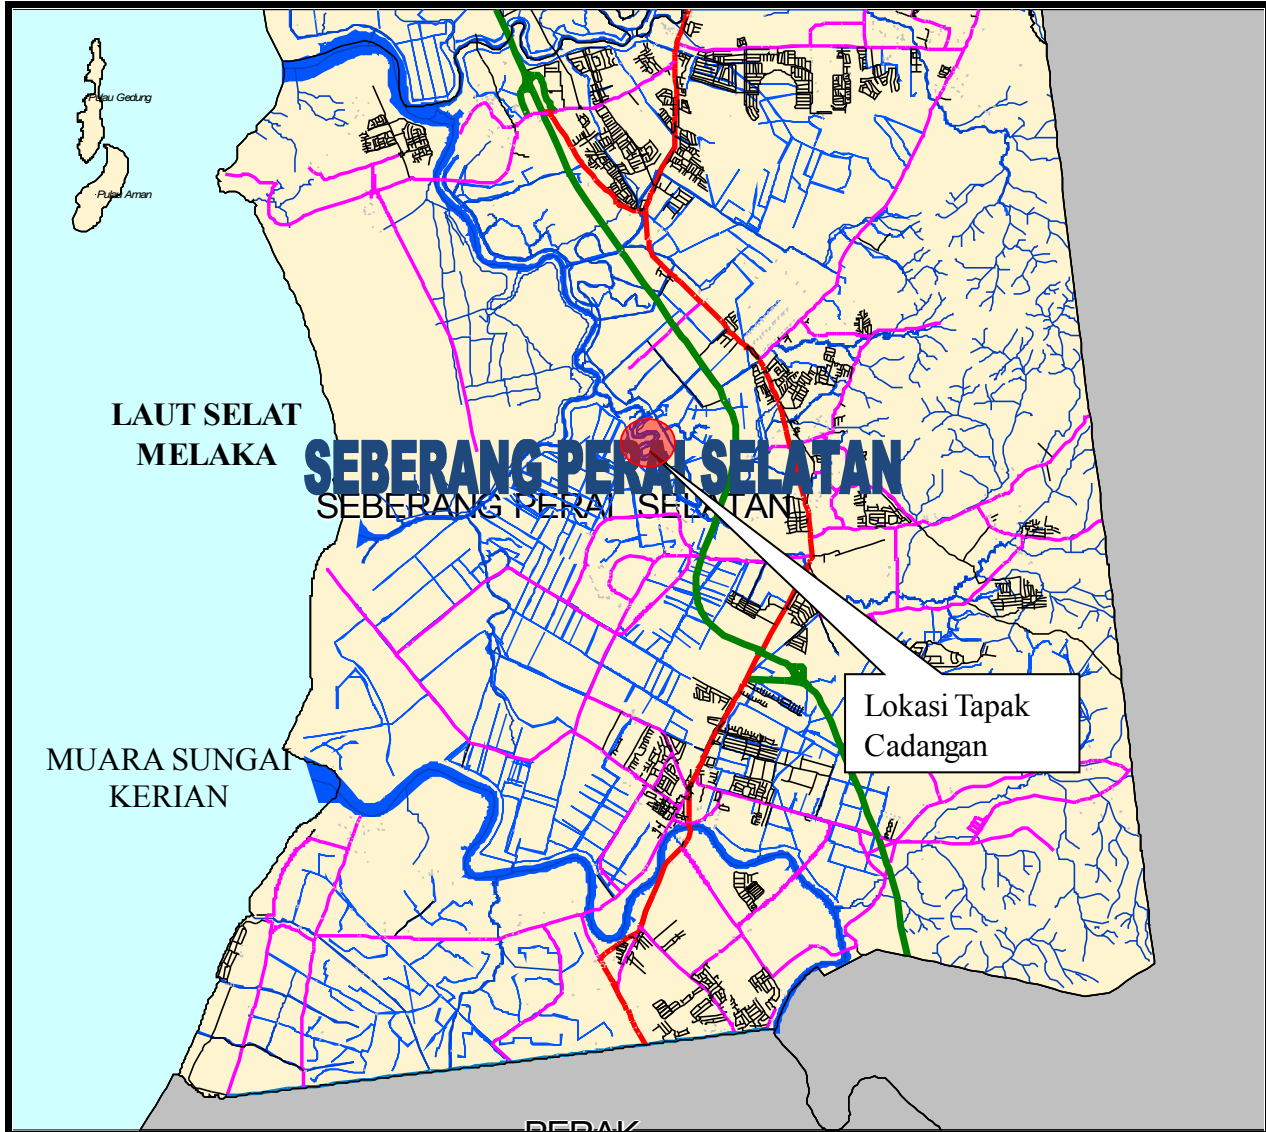 Pulau Gedung
Pulau Aman
LAUT SELAT
MELAKA
SEBERANG PERAI SELATAN
SEBERANG PERAI SELATAN
Lokasi Tapak
Cadangan
MUARA SUNGAI
KERIAN
PERAK